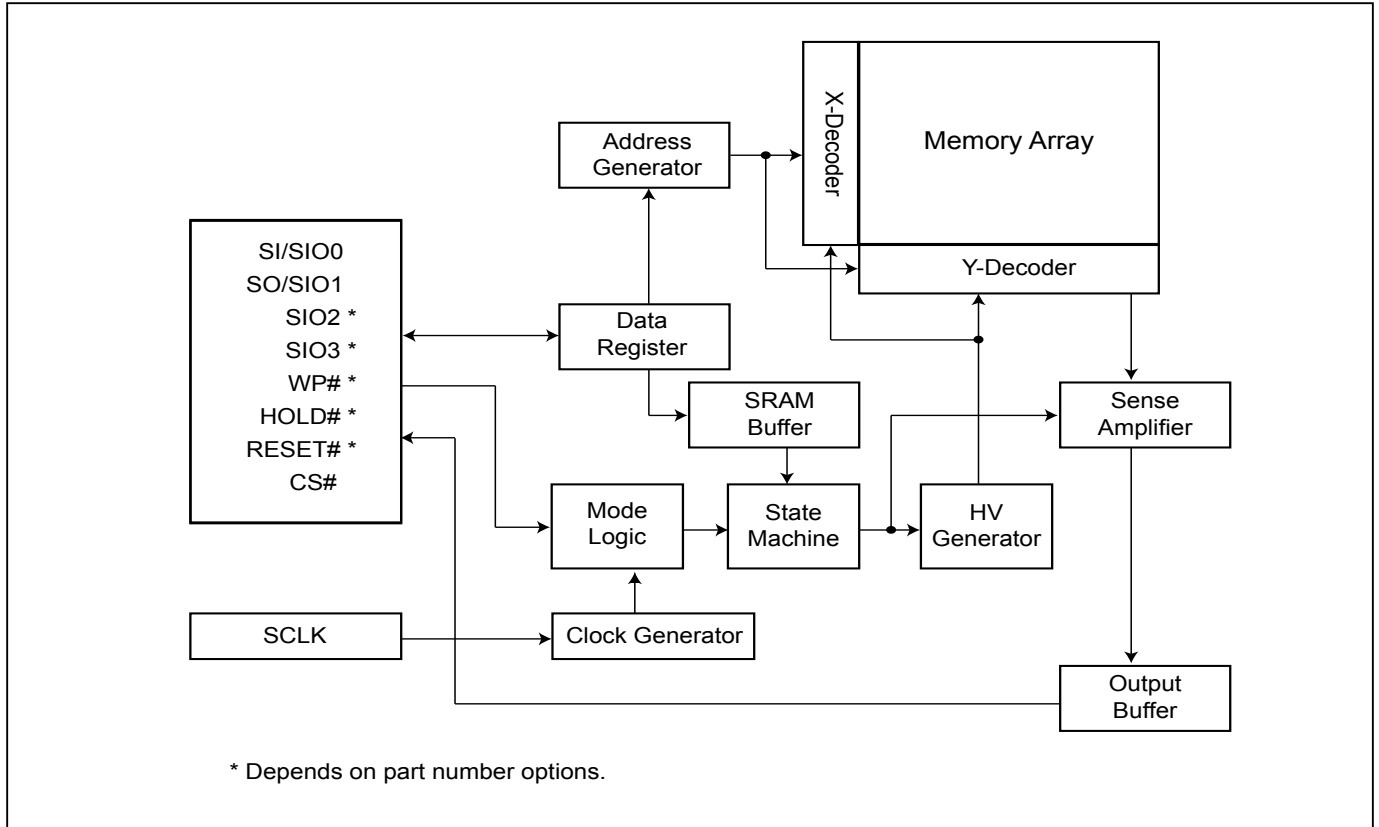 X-Decoder
Memory Array
Address
Generator
SI/SIO0
SO/SIO1
SIO2 *
SIO3 *
WP# *
HOLD# *
RESET# *
CS#
Y-Decoder
Data
Register
SRAM
Buffer
Sense
Amplifier
Mode
Logic
State
Machine
HV
Generator
SCLK
Clock Generator
Output
Buffer
* Depends on part number options.